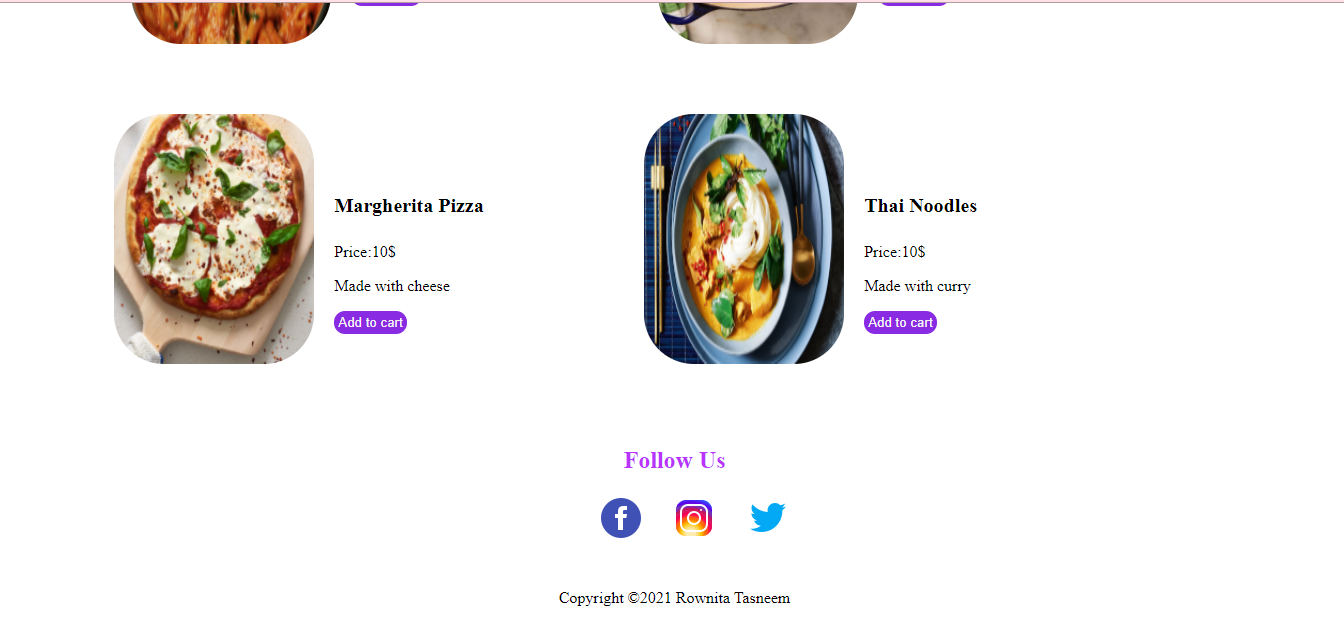 Margherita Pizza
Price:10$
Made with cheese
Add to cart
Thai Noodles
Price:10$
Made with curry
Add to cart
Follow Us
Copyright ©2021 Rownita Tasneem